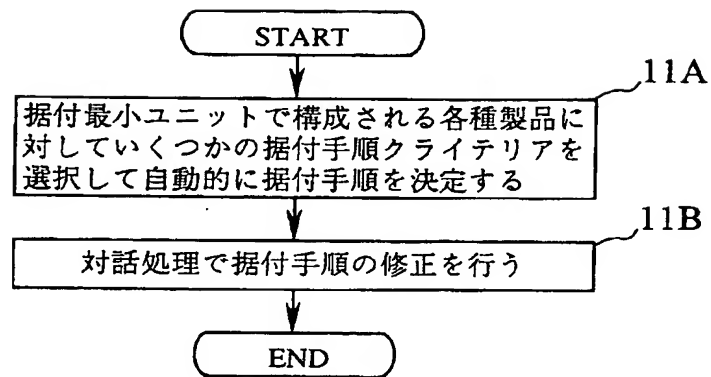 START
11A
据付最小ユニットで構成される各種製品に
対していくつかの据付手順クライテリアを
選択して自動的に据付手順を決定する
11B
対話処理で据付手順の修正を行う
END